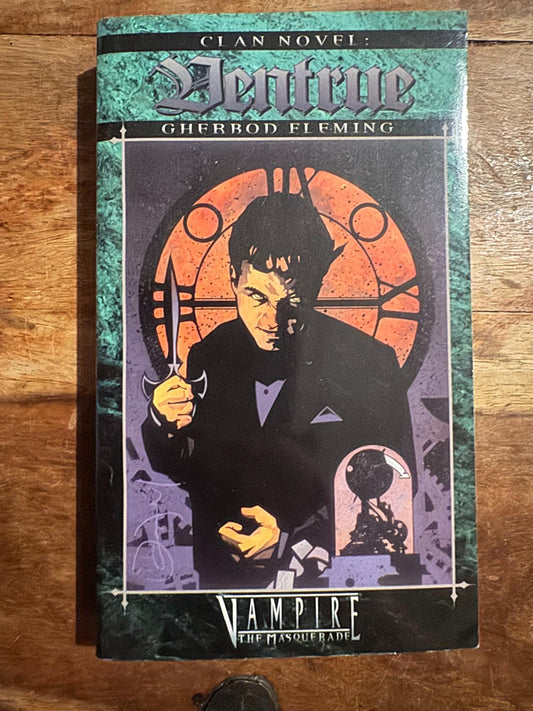 CLAN NOVEL:
Ventrue
GHERBOD FLEMING
VAMPIRE
THE MASQUERADE